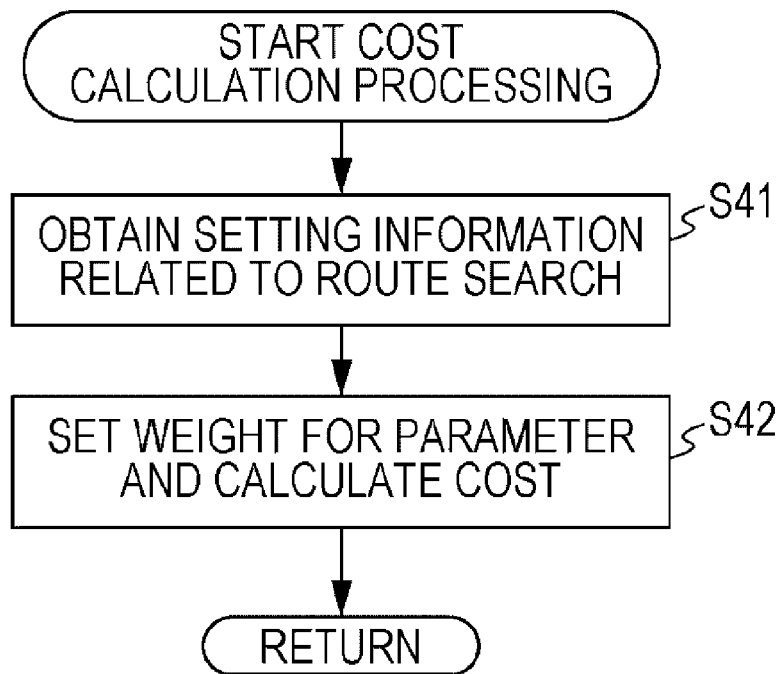 START COST
CALCULATION PROCESSING
S41
OBTAIN SETTING INFORMATION
RELATED TO ROUTE SEARCH
S42
SET WEIGHT FOR PARAMETER
AND CALCULATE COST
RETURN